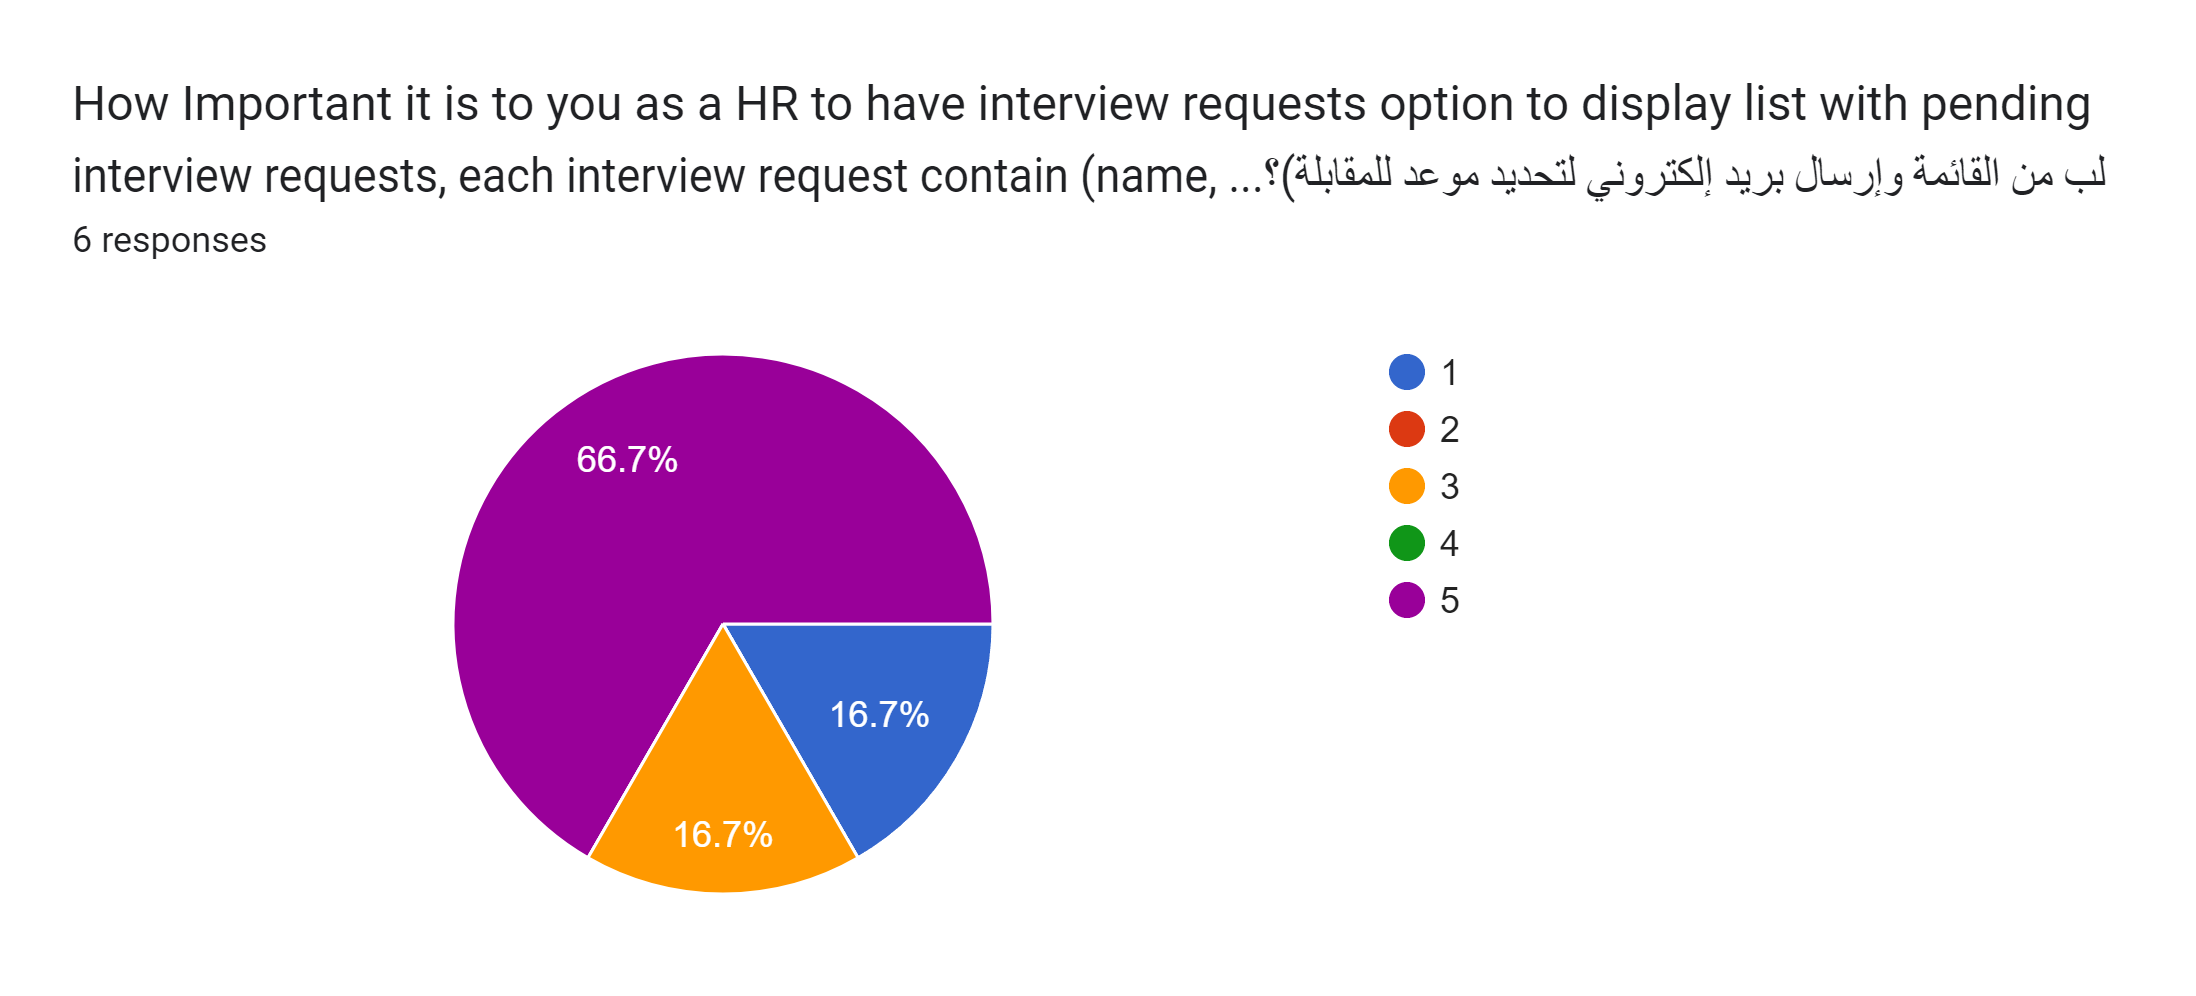 How Important it is to you as a HR to have interview requests option to display list with pending
interview requests, each interview request contain (name, ...لب من القائمة وإرسال بريد إلكتروني لتحديد موعد للمقابلة)؟
6 responses
66.7%
16.7%
16.7%
1
2
3
4
5